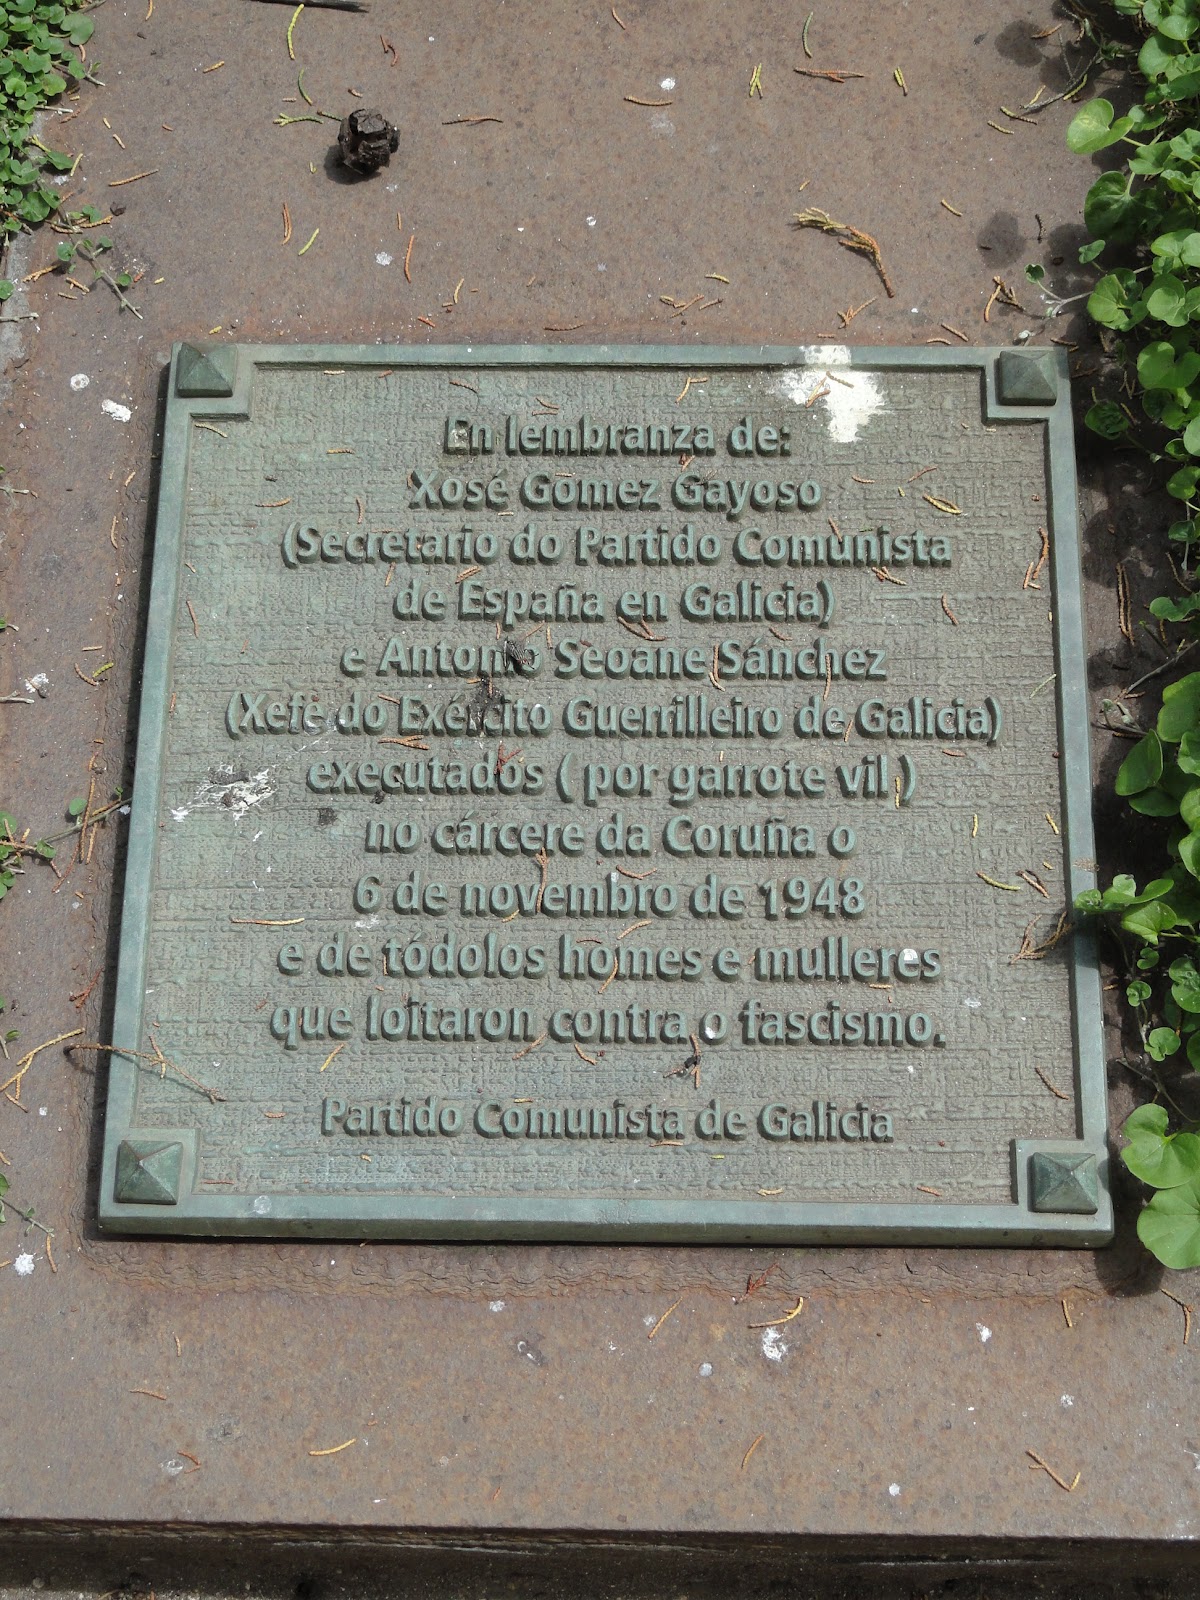 En lembranza de:
Xosé Gómez Gayoso
(Secretario do Partido Comunista
de España en Galicia)
e Antonio Seoane Sánchez
(Xefe do Exército Guerrilleiro de Galicia)
executados ( por garrote vil )
no cárcere da Coruña o
6 de novembro de 1948
e de tódolos homes e mulleres
que loitaron contra o fascismo.
Partido Comunista de Galicia